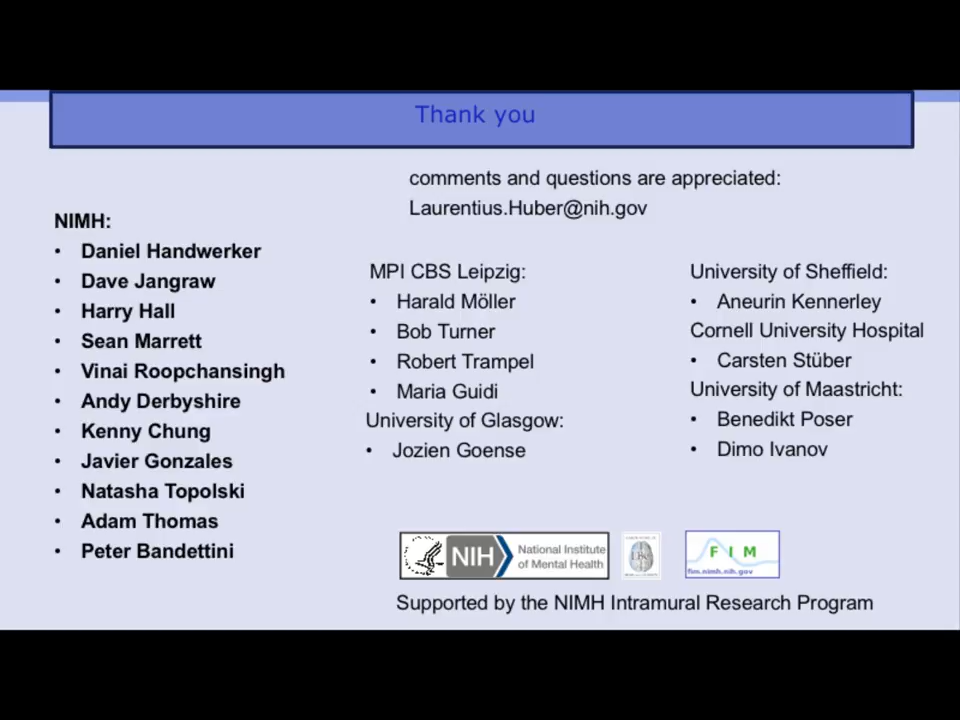 Thank you
comments and questions are appreciated:
Laurentius.Huber@nih.gov
NIMH:
• Daniel Handwerker
• Dave Jangraw
• Harry Hall
• Sean Marrett
• Vinai Roopchansingh
• Andy Derbyshire
• Kenny Chung
• Javier Gonzales
• Natasha Topolski
• Adam Thomas
• Peter Bandettini
MPI CBS Leipzig:
• Harald Möller
• Bob Turner
• Robert Trampel
• Maria Guidi
University of Glasgow:
• Jozien Goense
University of Sheffield:
• Aneurin Kennerley
Cornell University Hospital
• Carsten Stüber
University of Maastricht:
• Benedikt Poser
• Dimo Ivanov
NIH
National Institute
of Mental Health
FIM
fim.nimh.nih.gov
Supported by the NIMH Intramural Research Program